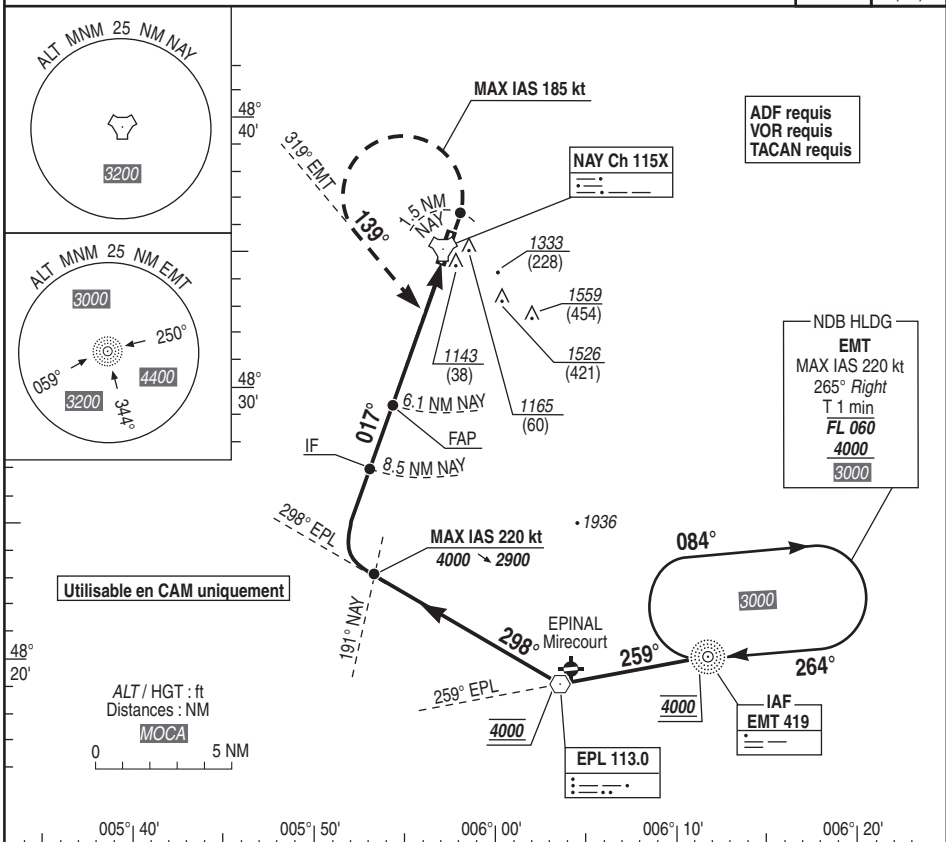 ALT MNM 25 NM NAY
3200
ALT MNM 25 NM EMT
3000
250°
059°
4400
3200
344°
48°
40'
48°
30'
48°
20'
MAX IAS 185 kt
ADF requis
VOR requis
TACAN requis
NAY Ch 115X
319° EMT
139°
1.5 NM
NAY
1333
(228)
1559
(454)
1526
(421)
1143
(38)
1165
(60)
017°
6.1 NM NAY
FAP
IF
8.5 NM NAY
NDB HLDG
EMT
MAX IAS 220 kt
265° Right
T 1 min
FL 060
4000
3000
298° EPL
1936
MAX IAS 220 kt
4000 ↘ 2900
084°
3000
264°
Utilisable en CAM uniquement
191° NAY
298°
EPINAL
Mirecourt
259°
259° EPL
4000
4000
IAF
EMT 419
EPL 113.0
ALT / HGT : ft
Distances : NM
MOCA
0 5 NM
005° 40' 005° 50' 006° 00' 006° 10' 006° 20'